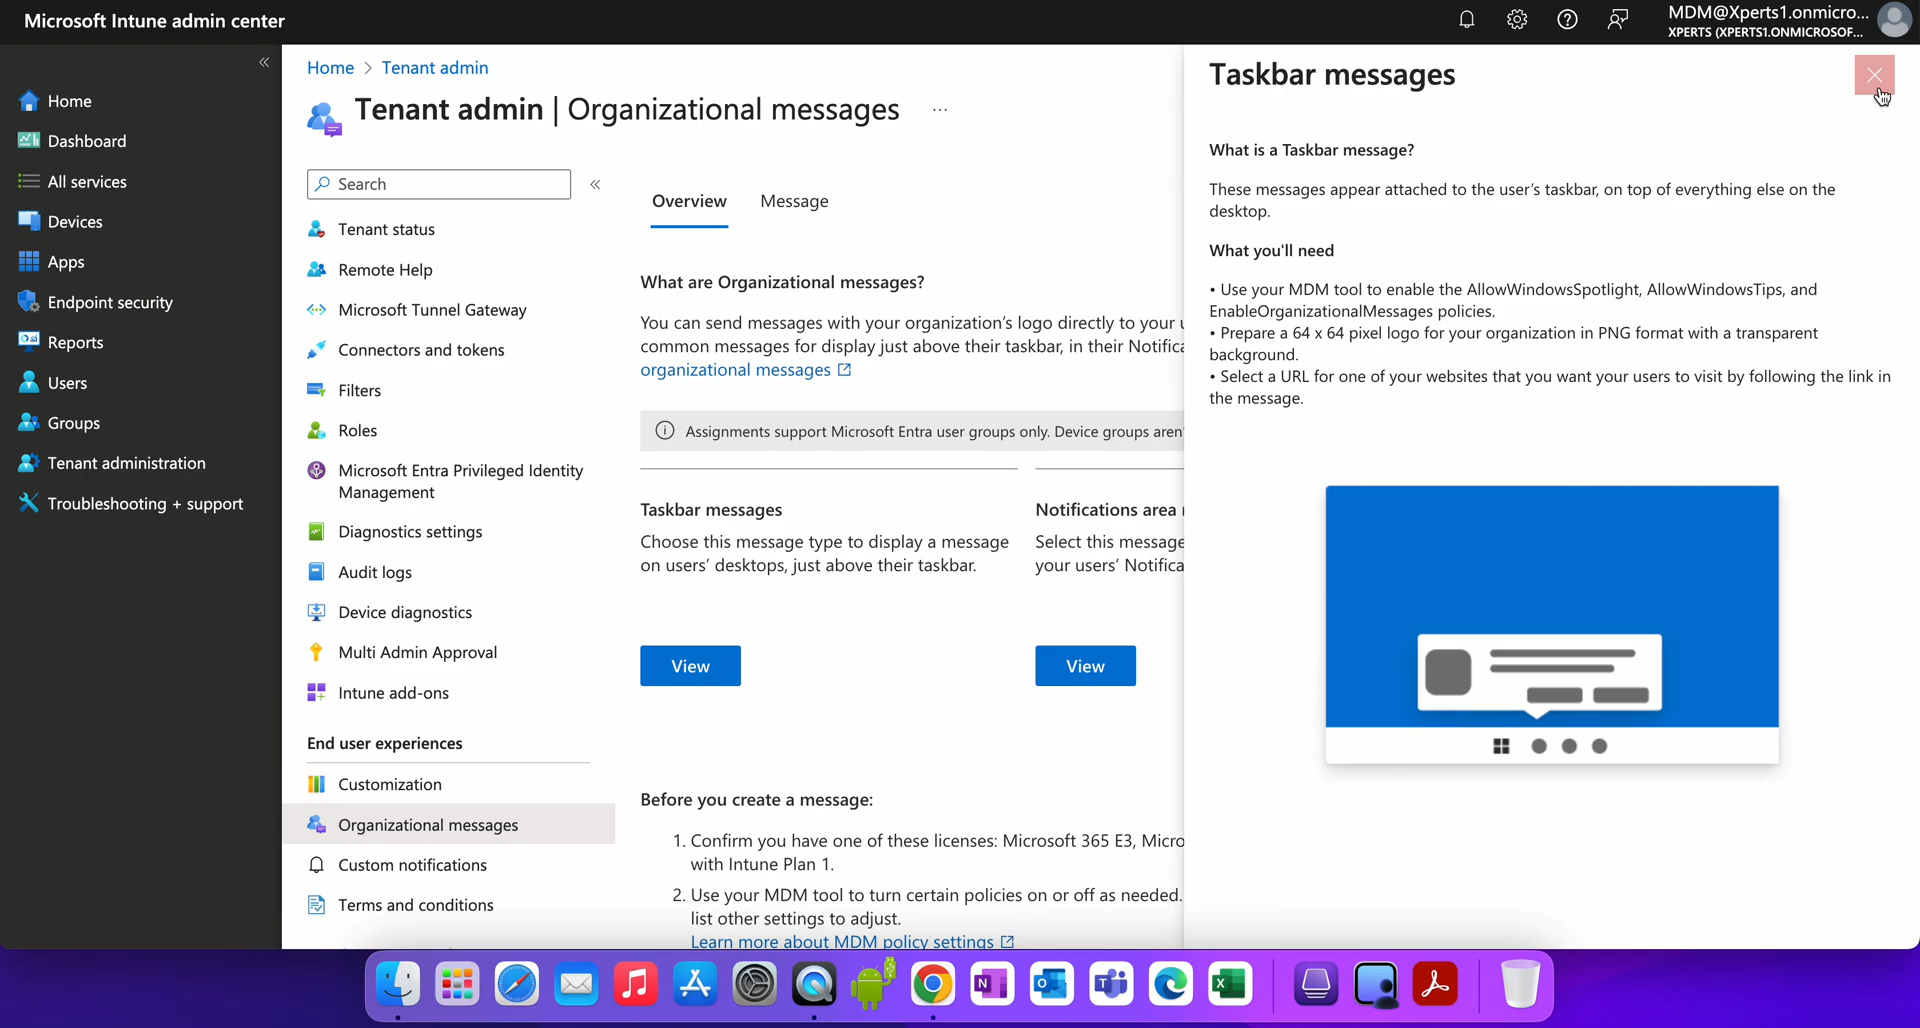 Microsoft Intune admin center
MDM@Xperts1.onmicro...
XPERTS (XPERTS1.ONMICROSOF...
Home
Dashboard
All services
Devices
Apps
Endpoint security
Reports
Users
Groups
Tenant administration
Troubleshooting + support
Home > Tenant admin
Tenant admin | Organizational messages ...
Search
Tenant status
Remote Help
Microsoft Tunnel Gateway
Connectors and tokens
Filters
Roles
Microsoft Entra Privileged Identity
Management
Diagnostics settings
Audit logs
Device diagnostics
Multi Admin Approval
Intune add-ons
End user experiences
Customization
Organizational messages
Custom notifications
Terms and conditions
Overview Message
What are Organizational messages?
You can send messages with your organization's logo directly to your u
common messages for display just above their taskbar, in their Notifica
organizational messages
Assignments support Microsoft Entra user groups only. Device groups aren'
Taskbar messages
Choose this message type to display a message
on users' desktops, just above their taskbar.
View
Notifications area
Select this message
your users' Notifica
View
Before you create a message:
1. Confirm you have one of these licenses: Microsoft 365 E3, Micro
with Intune Plan 1.
2. Use your MDM tool to turn certain policies on or off as needed.
list other settings to adjust.
Learn more about MDM policy settings
Taskbar messages
What is a Taskbar message?
These messages appear attached to the user's taskbar, on top of everything else on the
desktop.
What you'll need
• Use your MDM tool to enable the AllowWindowsSpotlight, AllowWindowsTips, and
EnableOrganizationalMessages policies.
• Prepare a 64 x 64 pixel logo for your organization in PNG format with a transparent
background.
• Select a URL for one of your websites that you want your users to visit by following the link in
the message.